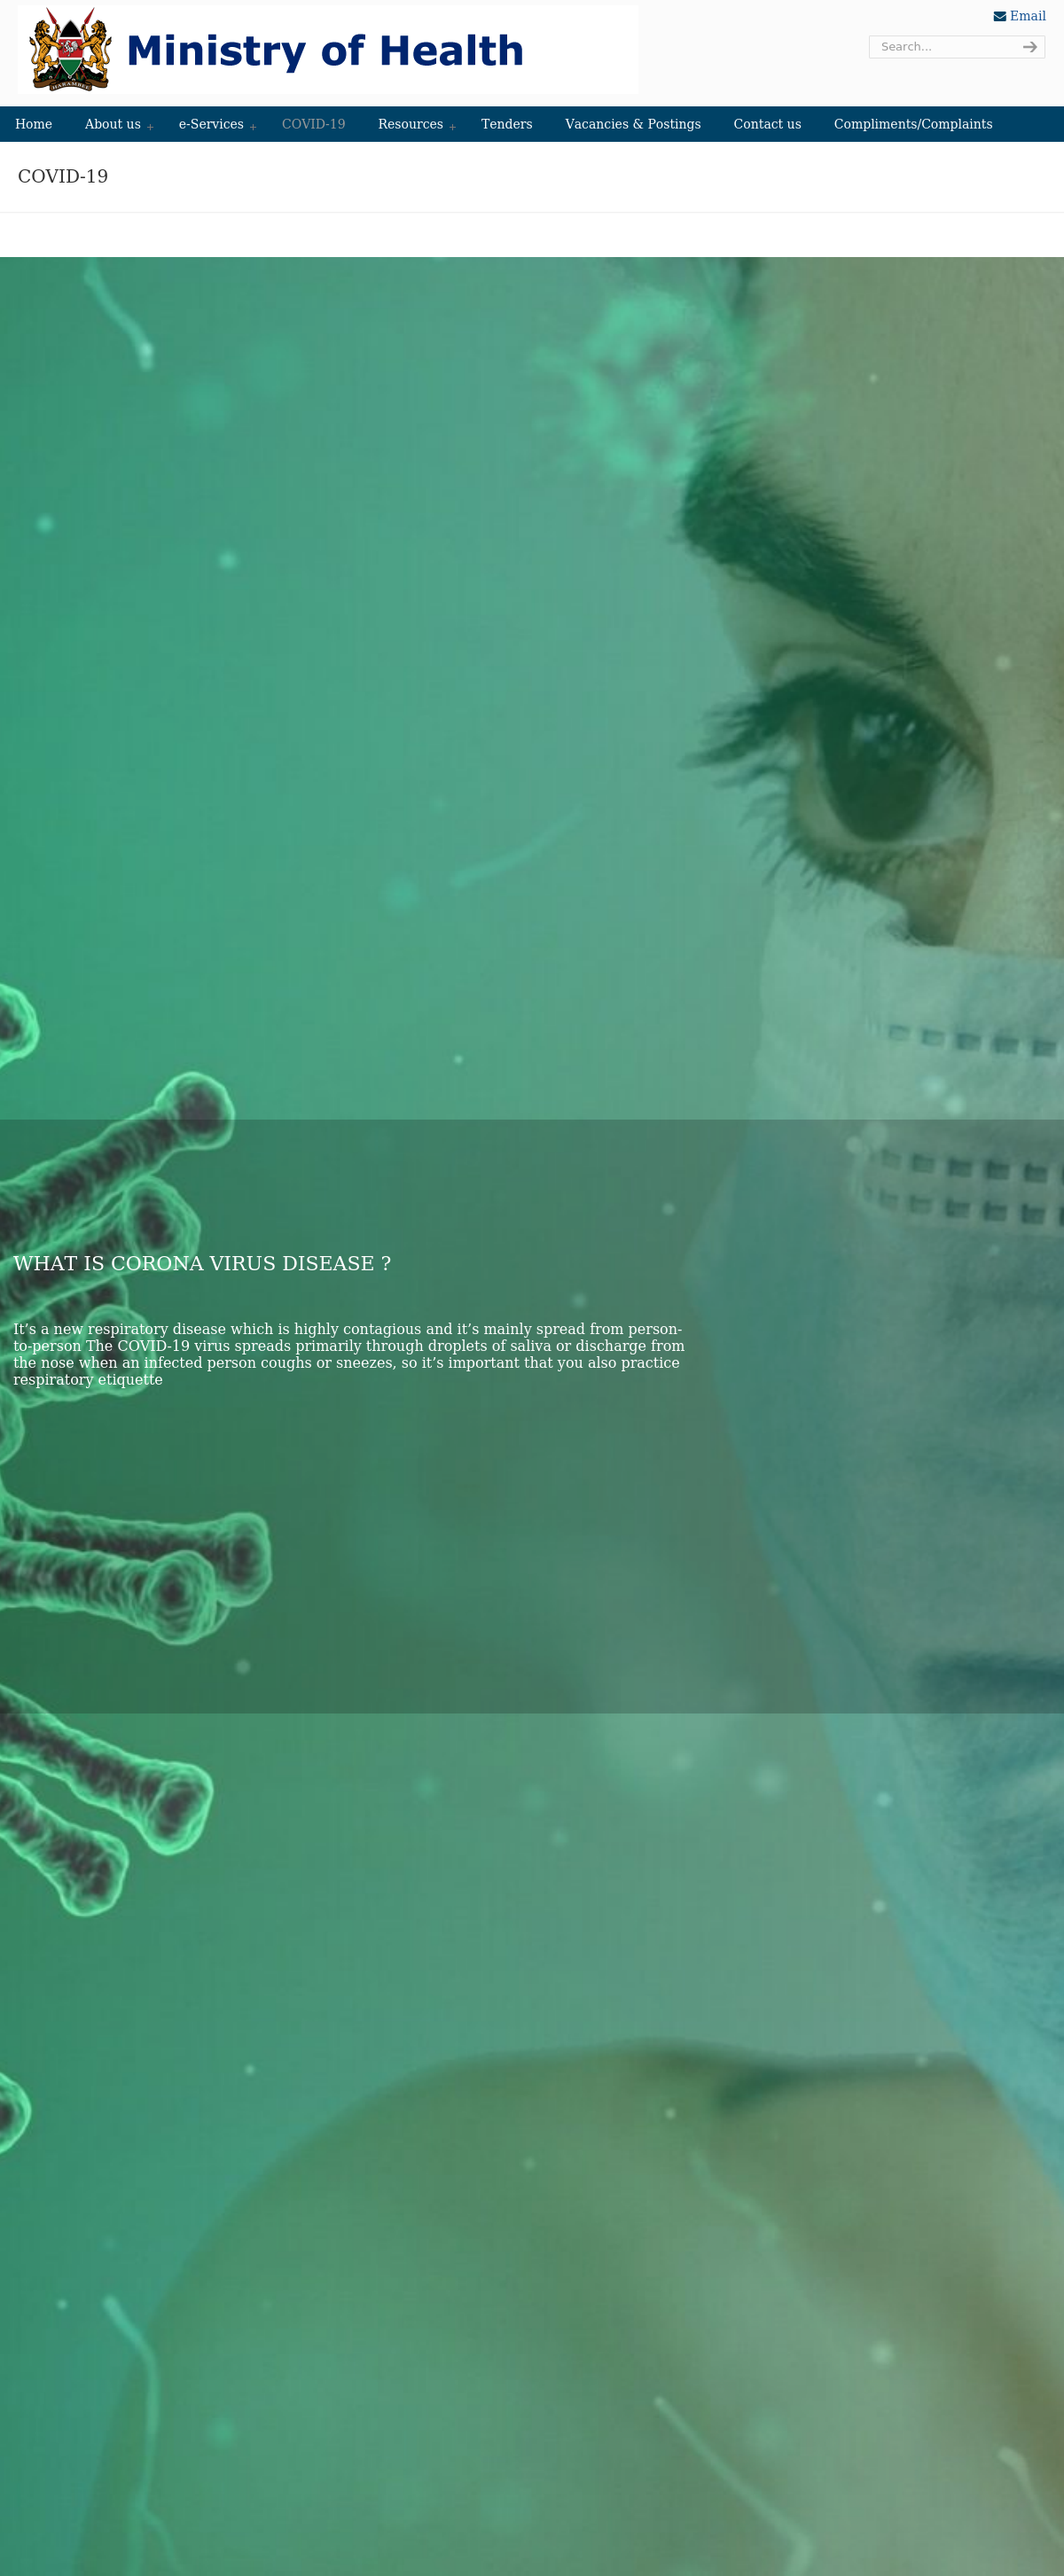 Ministry of Health
HARAMBEE
Email
Search...
Home About us + e-Services + COVID-19 Resources + Tenders Vacancies & Postings Contact us Compliments/Complaints
COVID-19
WHAT IS CORONA VIRUS DISEASE ?
It’s a new respiratory disease which is highly contagious and it’s mainly spread from person-
to-person The COVID-19 virus spreads primarily through droplets of saliva or discharge from
the nose when an infected person coughs or sneezes, so it’s important that you also practice
respiratory etiquette